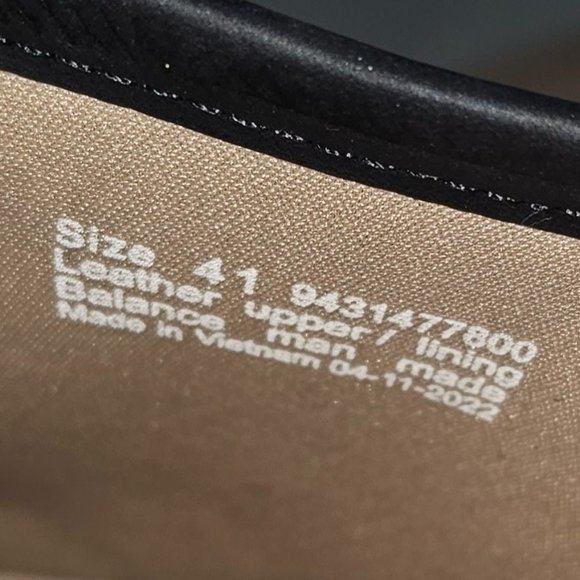 Size 41 9431477800
Leather upper/ lining
Balance man made
Made in Vietnam 04-11-2022